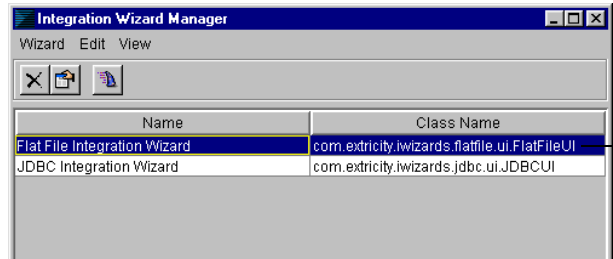 Integration Wizard Manager
Wizard Edit View
Name Class Name
Flat File Integration Wizard com.extricity.iwizards.flatfile.ui.FlatFileUI
JDBC Integration Wizard com.extricity.iwizards.jdbc.ui.JDBCUI